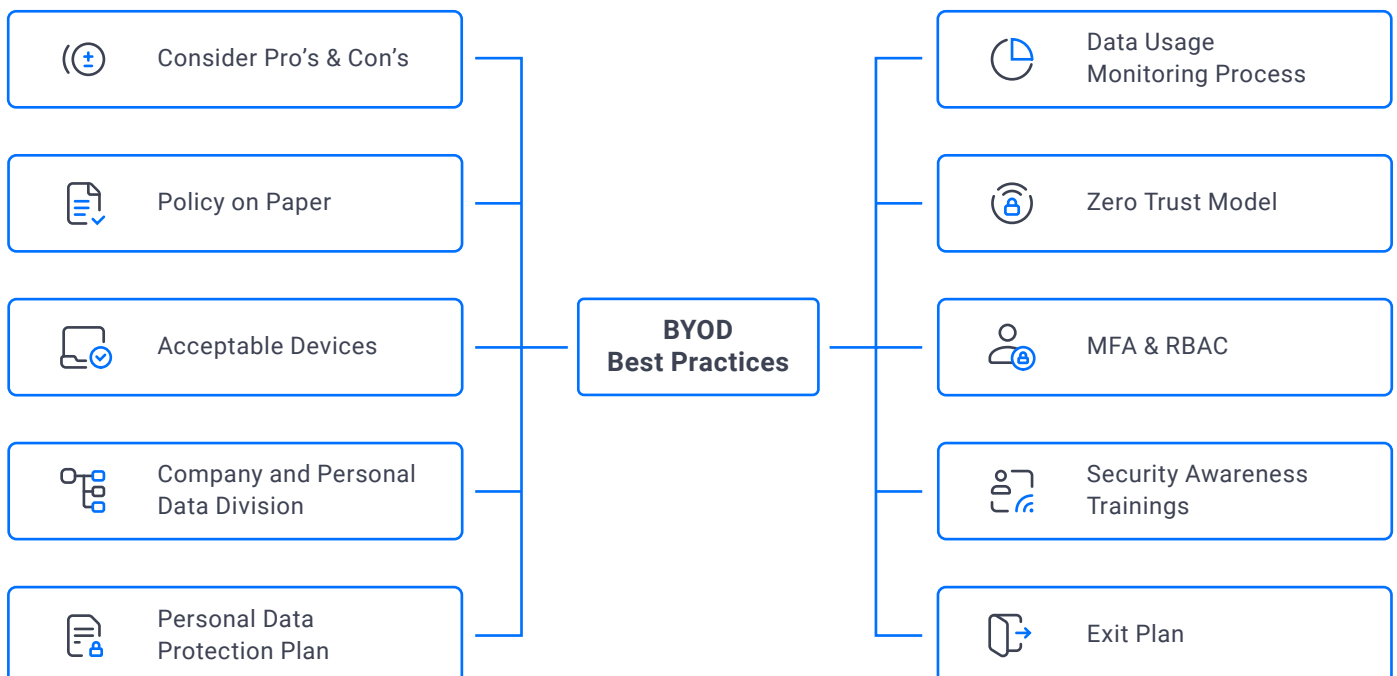 Consider Pro’s & Con’s
Policy on Paper
Acceptable Devices
Company and Personal
Data Division
Personal Data
Protection Plan
BYOD
Best Practices
Data Usage
Monitoring Process
Zero Trust Model
MFA & RBAC
Security Awareness
Trainings
Exit Plan